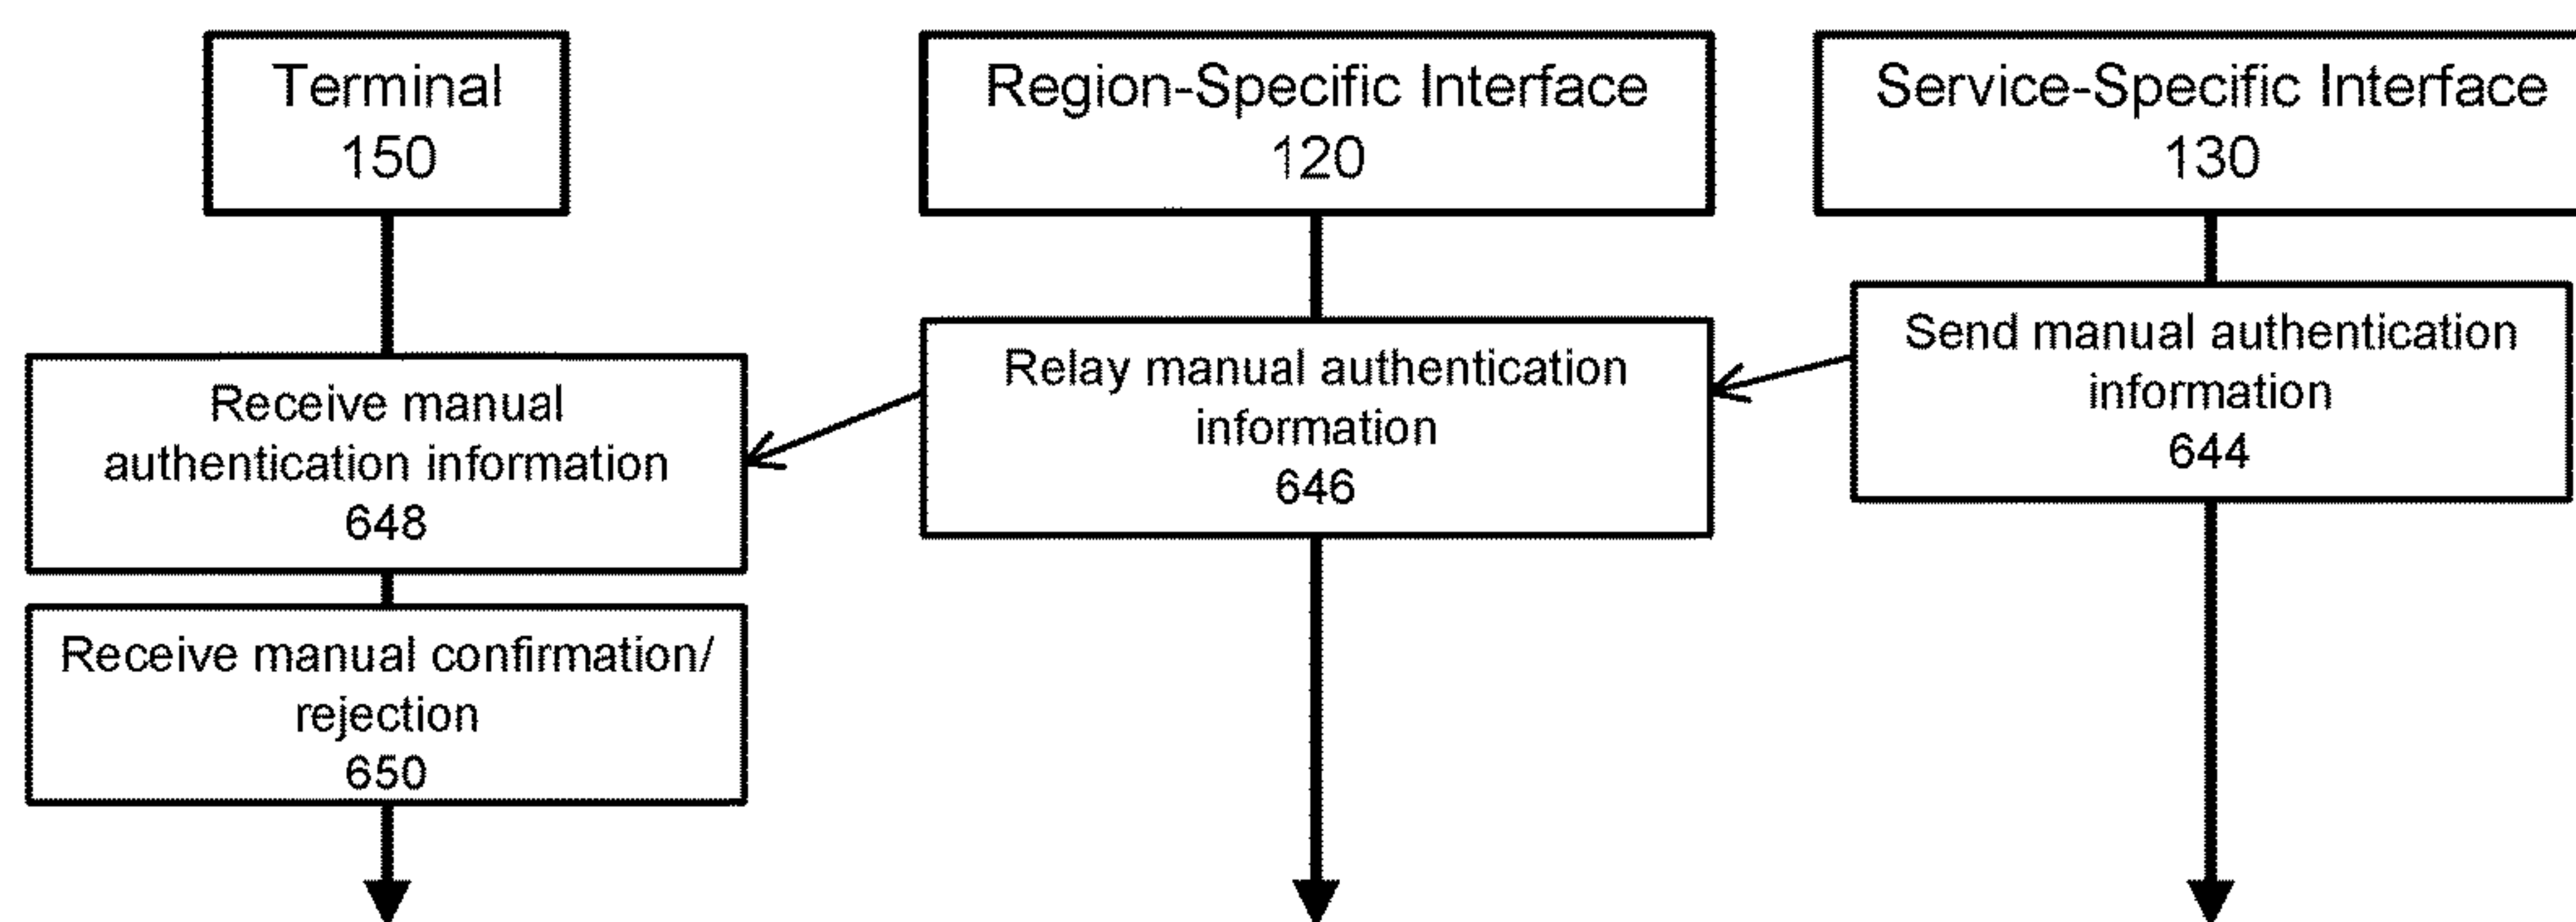 Terminal
150
Region-Specific Interface
120
Service-Specific Interface
130
Send manual authentication
information
644
Relay manual authentication
information
646
Receive manual
authentication information
648
Receive manual confirmation/
rejection
650